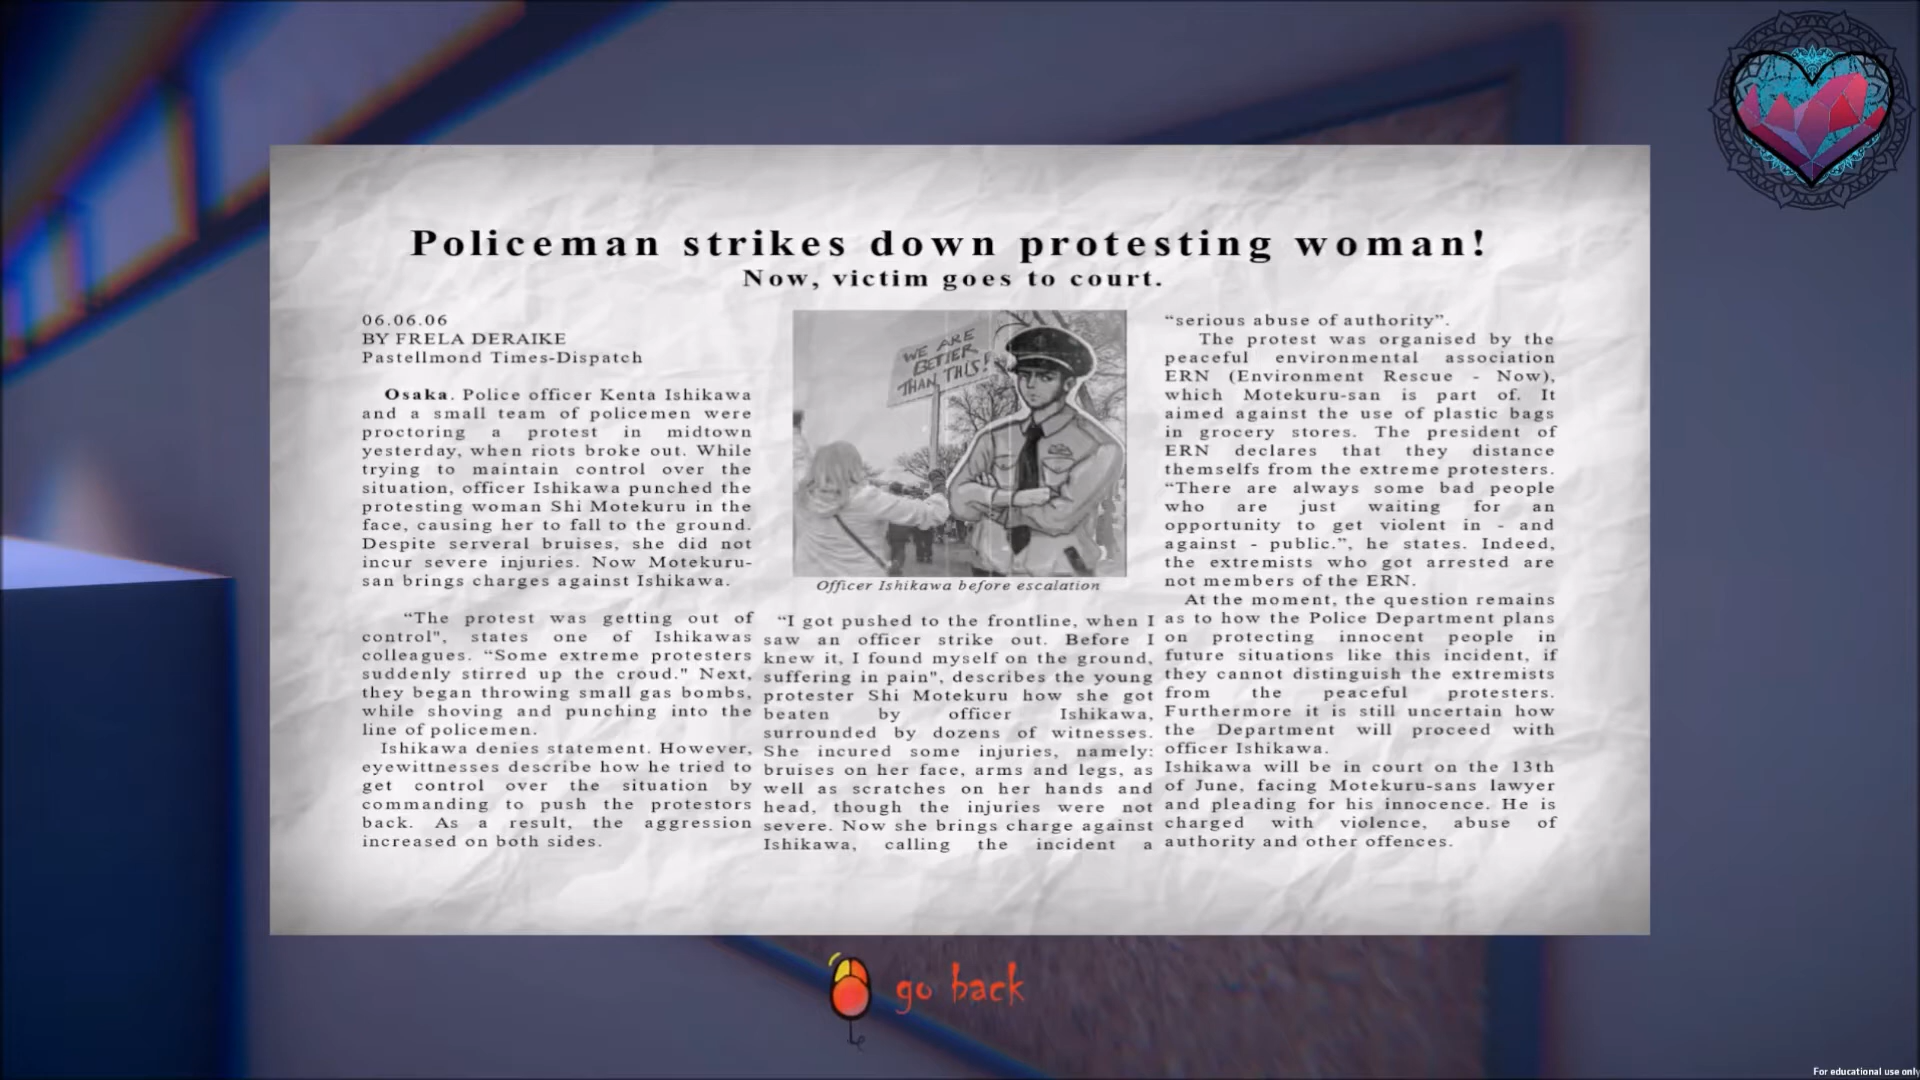 Policeman strikes down protesting woman!
Now, victim goes to court.
06.06.06
BY FRELA DERAIKE
Pastellmond Times-Dispatch
Osaka. Police officer Kenta Ishikawa
and a small team of policemen were
proctoring a protest in midtown
yesterday, when riots broke out. While
trying to maintain control over the
situation, officer Ishikawa punched the
protesting woman Shi Motekuru in the
face, causing her to fall to the ground.
Despite serveral bruises, she did not
incur severe injuries. Now Motekuru-
san brings charges against Ishikawa.
“The protest was getting out of
control", states one of Ishikawas
colleagues. “Some extreme protesters
suddenly stirred up the croud." Next,
they began throwing small gas bombs,
while shoving and punching into the
line of policemen.
Ishikawa denies statement. However,
eyewittnesses describe how he tried to
get control over the situation by
commanding to push the protestors
back. As a result, the aggression
increased on both sides.
WE ARE
BETTER
THAN THIS!
Officer Ishikawa before escalation
“I got pushed to the frontline, when I
saw an officer strike out. Before I
knew it, I found myself on the ground,
suffering in pain", describes the young
protester Shi Motekuru how she got
beaten by officer Ishikawa,
surrounded by dozens of witnesses.
She incured some injuries, namely:
bruises on her face, arms and legs, as
well as scratches on her hands and
head, though the injuries were not
severe. Now she brings charge against
Ishikawa, calling the incident a
“serious abuse of authority”.
The protest was organised by the
peaceful environmental association
ERN (Environment Rescue - Now),
which Motekuru-san is part of. It
aimed against the use of plastic bags
in grocery stores. The president of
ERN declares that they distance
themselfs from the extreme protesters.
“There are always some bad people
who are just waiting for an
opportunity to get violent in - and
against - public.”, he states. Indeed,
the extremists who got arrested are
not members of the ERN.
At the moment, the question remains
as to how the Police Department plans
on protecting innocent people in
future situations like this incident, if
they cannot distinguish the extremists
from the peaceful protesters.
Furthermore it is still uncertain how
the Department will proceed with
officer Ishikawa.
Ishikawa will be in court on the 13th
of June, facing Motekuru-sans lawyer
and pleading for his innocence. He is
charged with violence, abuse of
authority and other offences.
go back
For educational use only